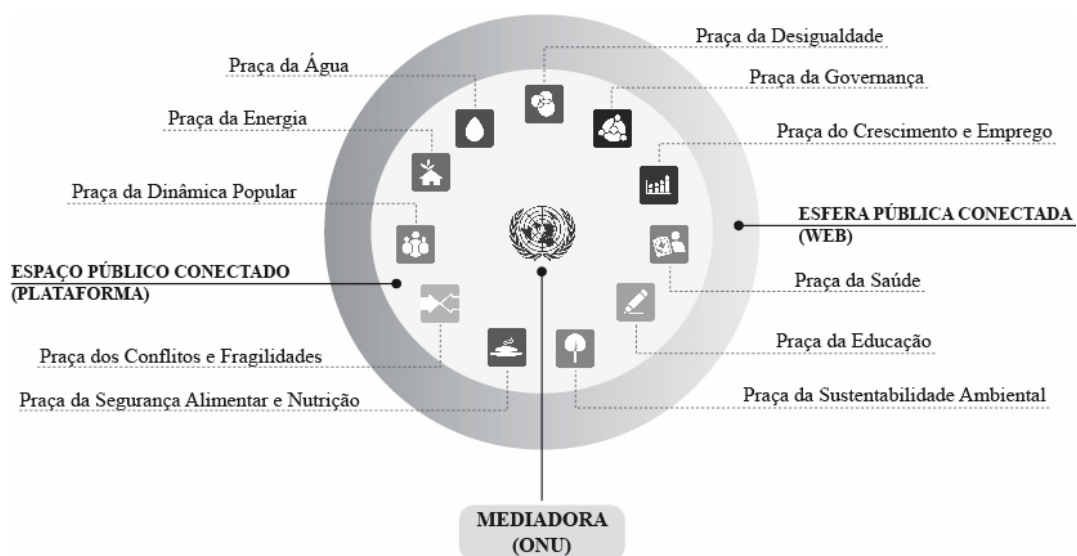 Praça da Desigualdade
Praça da Água
Praça da Governança
Praça da Energia
Praça do Crescimento e Emprego
Praça da Dinâmica Popular
ESFERA PÚBLICA CONECTADA
(WEB)
ESPAÇO PÚBLICO CONECTADO
(PLATAFORMA)
Praça da Saúde
Praça da Educação
Praça dos Conflitos e Fragilidades
Praça da Segurança Alimentar e Nutrição
Praça da Sustentabilidade Ambiental
MEDIADORA
(ONU)